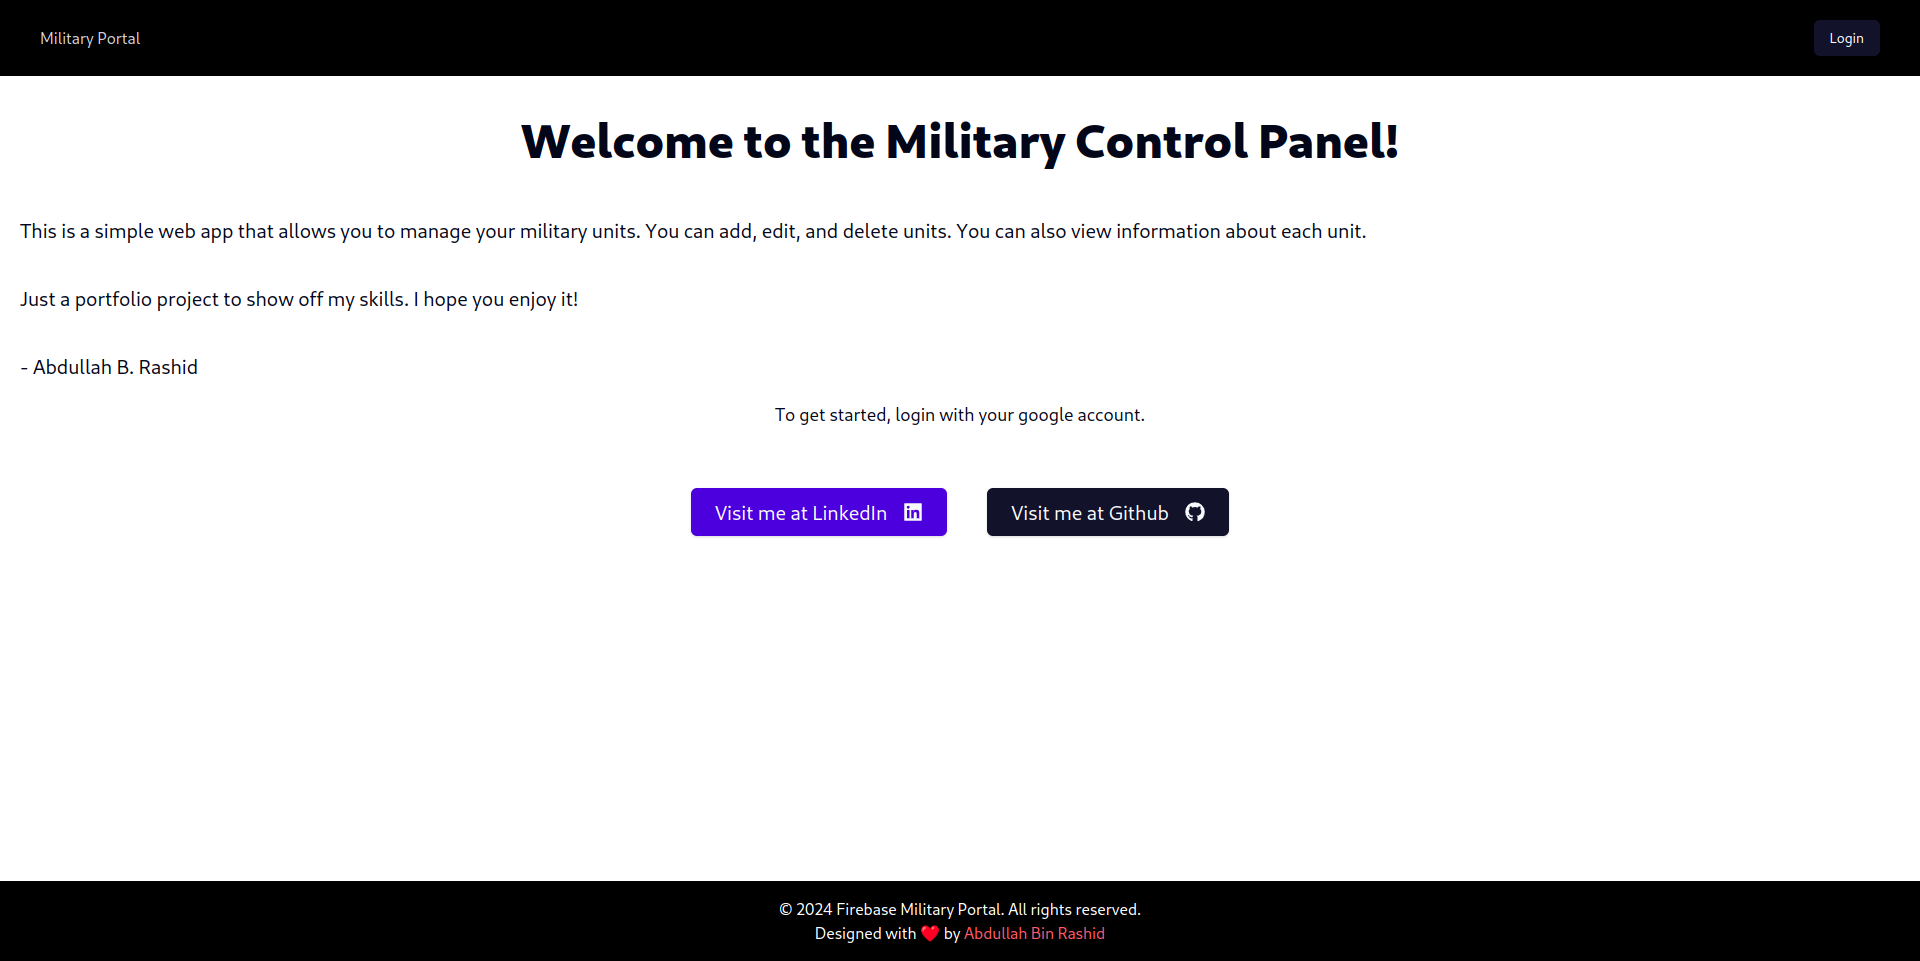 Military Portal
Login
Welcome to the Military Control Panel!
This is a simple web app that allows you to manage your military units. You can add, edit, and delete units. You can also view information about each unit.
Just a portfolio project to show off my skills. I hope you enjoy it!
- Abdullah B. Rashid
To get started, login with your google account.
Visit me at LinkedIn
Visit me at Github
© 2024 Firebase Military Portal. All rights reserved.
Designed with ❤️ by Abdullah Bin Rashid